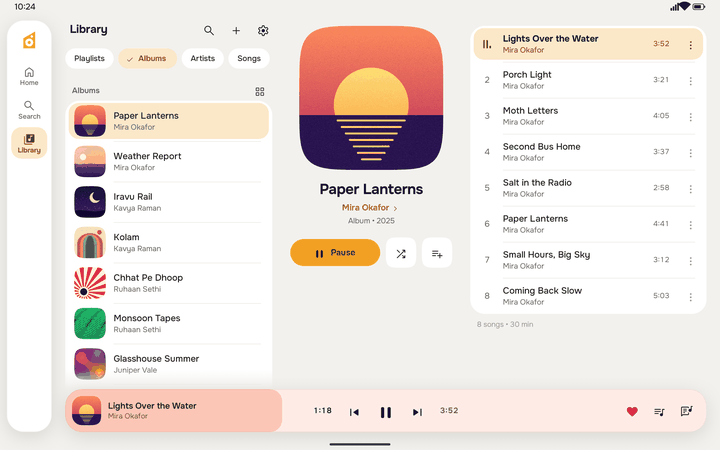 10:24
Home
Search
Library
Library
Playlists
Albums
Artists
Songs
Albums
Paper Lanterns
Mira Okafor
Weather Report
Mira Okafor
Iravu Rail
Kavya Raman
Kolam
Kavya Raman
Chhat Pe Dhoop
Ruhaan Sethi
Monsoon Tapes
Ruhaan Sethi
Glasshouse Summer
Juniper Vale
Paper Lanterns
Mira Okafor
Album • 2025
Pause
Lights Over the Water
Mira Okafor
3:52
2 Porch Light 3:21
Mira Okafor
3 Moth Letters 4:05
Mira Okafor
4 Second Bus Home 3:37
Mira Okafor
5 Salt in the Radio 2:58
Mira Okafor
6 Paper Lanterns 4:41
Mira Okafor
7 Small Hours, Big Sky 3:12
Mira Okafor
8 Coming Back Slow 5:03
Mira Okafor
8 songs • 30 min
Lights Over the Water
Mira Okafor
1:18
3:52